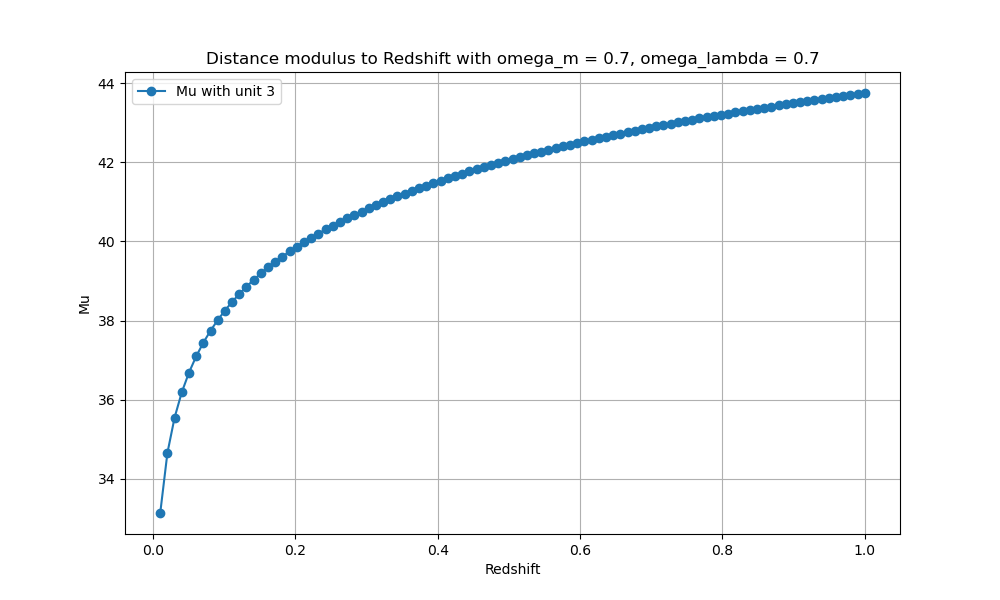 Distance modulus to Redshift with omega_m = 0.7, omega_lambda = 0.7
Mu with unit 3
44
42
40
38
36
34
Mu
0.0 0.2 0.4 0.6 0.8 1.0
Redshift